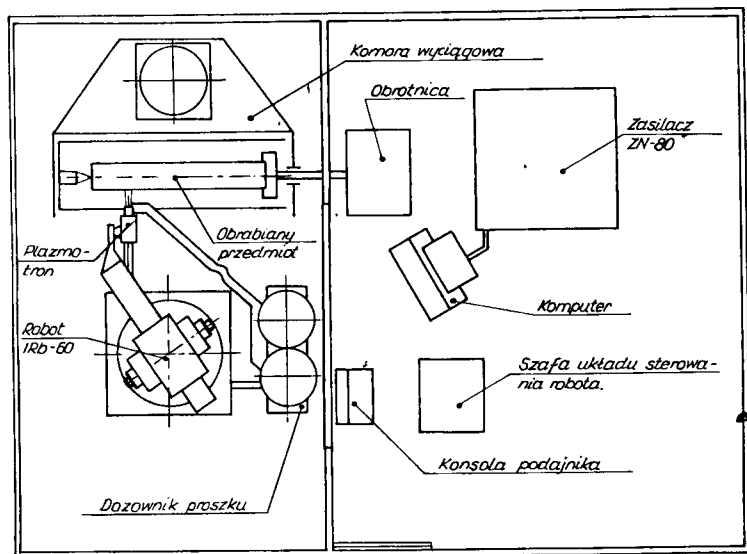 Komora wyciągowa
Obrotnica
Zasilacz
ZN-80
Plazmo-
tron
Obrabiany
przedmiot
Komputer
Robot
IRb-60
Szafa układu sterowa-
nia robota.
Konsola podajnika
Dozownik proszku